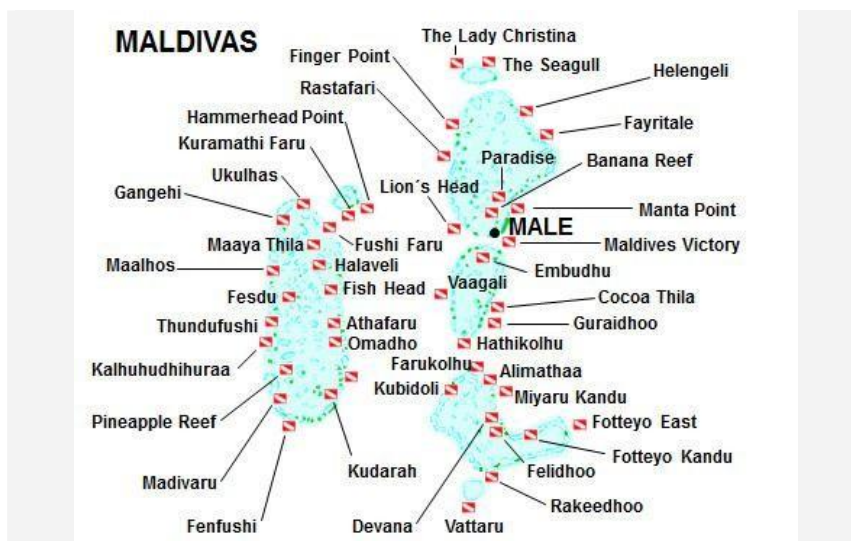 MALDIVAS
The Lady Christina
Finger Point
The Seagull
Helengeli
Rastafari
Hammerhead Point
Fayritale
Kuramathi Faru
Paradise
Banana Reef
Ukulhas
Lion´s Head
Gangehi
Manta Point
MALE
Maaya Thila
Fushi Faru
Maldives Victory
Maalhos
Halaveli
Embudhu
Vaagali
Fesdu
Fish Head
Cocoa Thila
Thundufushi
Athafaru
Guraidhoo
Omadho
Hathikolhu
Kalhuhudhihuraa
Farukolhu
Alimathaa
Kubidoli
Miyaru Kandu
Pineapple Reef
Fotteyo East
Kudarah
Felidhoo
Fotteyo Kandu
Madivaru
Rakeedhoo
Fenfushi
Devana
Vattaru